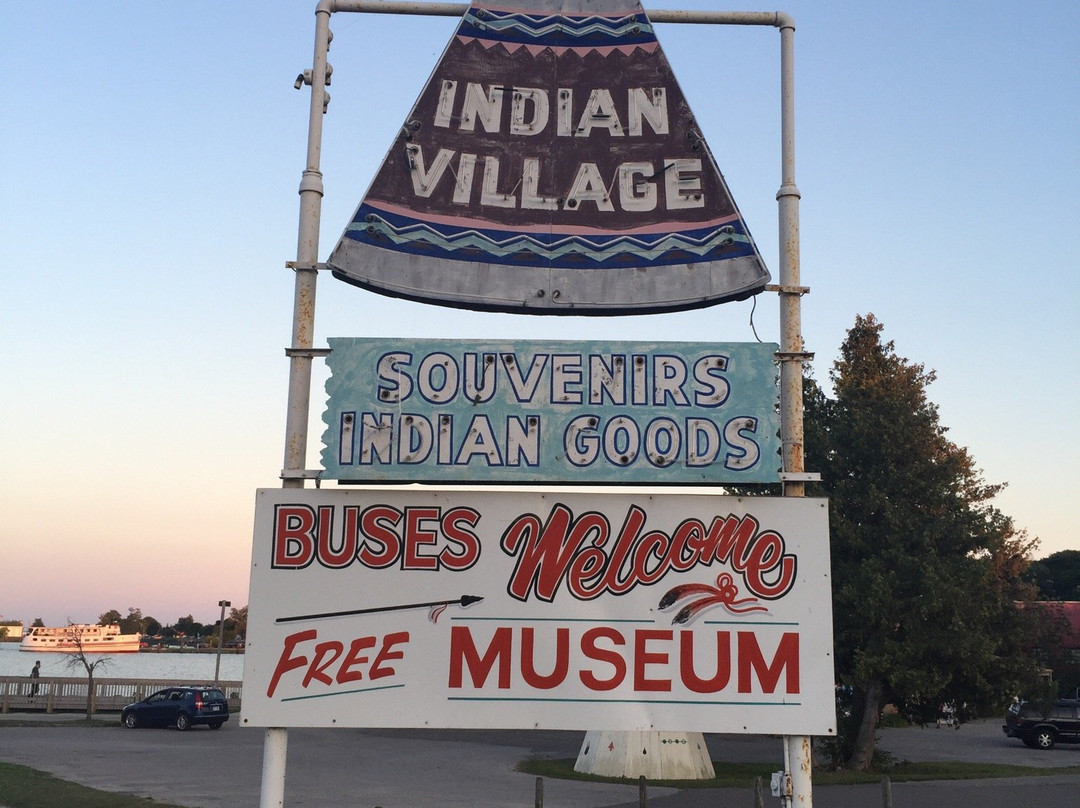 INDIAN
VILLAGE
SOUVENIRS
INDIAN GOODS
BUSES Welcome
FREE MUSEUM